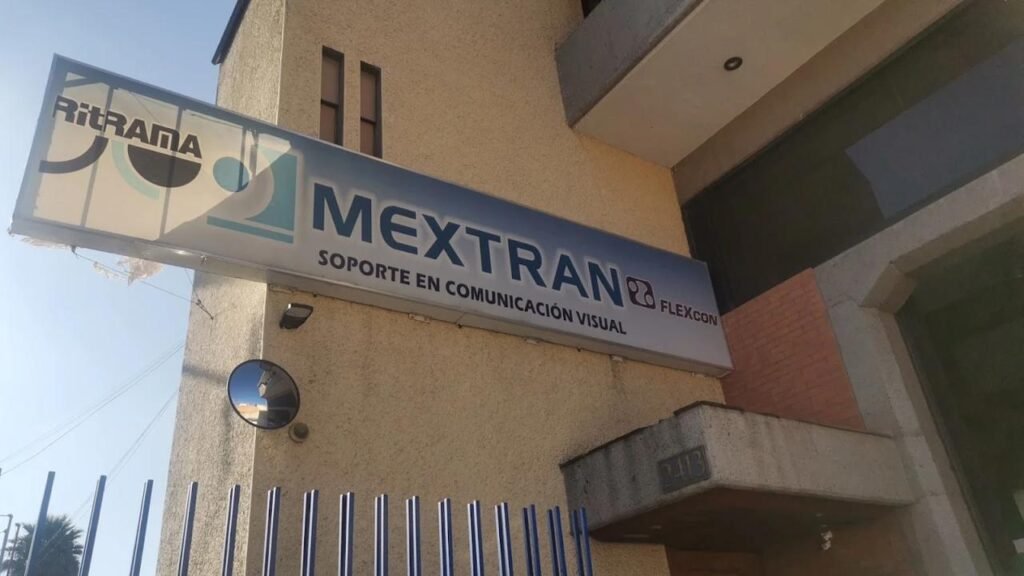 RitRAMA
MEXTRAN
SOPORTE EN COMUNICACIÓN VISUAL
FLEXcon